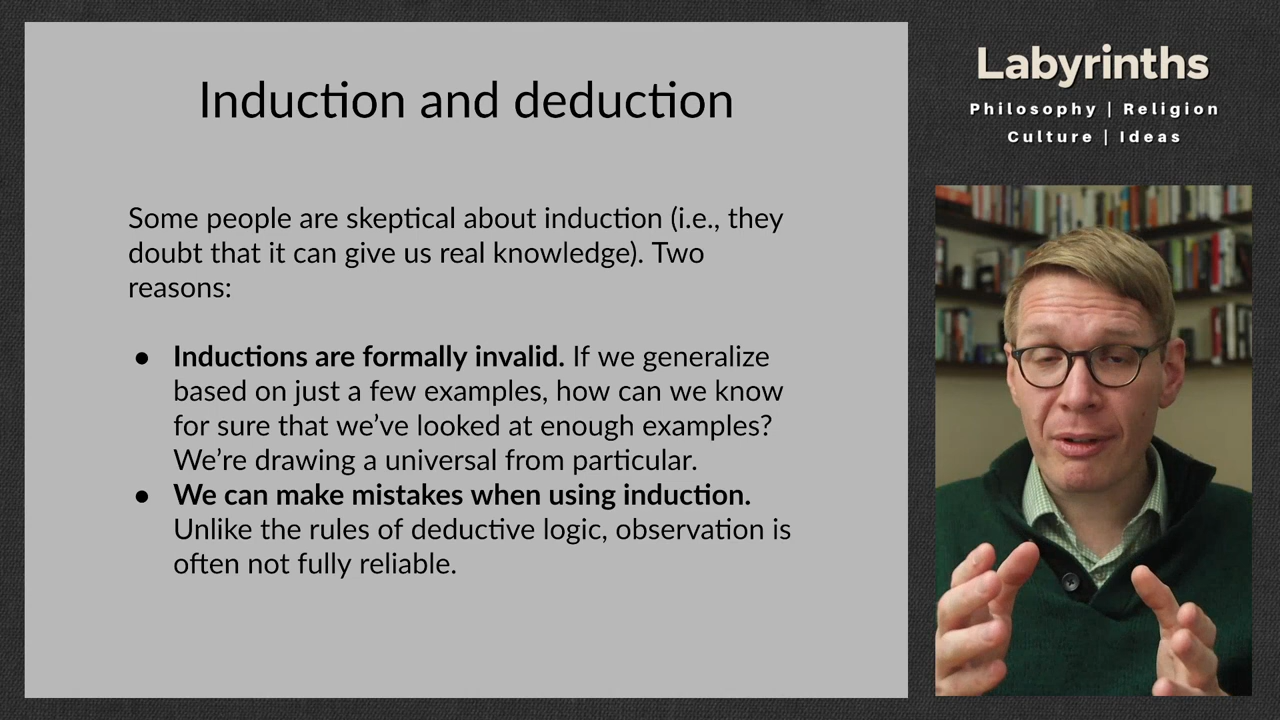 Induction and deduction
Some people are skeptical about induction (i.e., they
doubt that it can give us real knowledge). Two
reasons:
● Inductions are formally invalid. If we generalize
based on just a few examples, how can we know
for sure that we’ve looked at enough examples?
We’re drawing a universal from particular.
● We can make mistakes when using induction.
Unlike the rules of deductive logic, observation is
often not fully reliable.
Labyrinths
Philosophy | Religion
Culture | Ideas